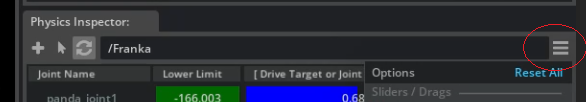 Physics Inspector:
/Franka
Joint Name Lower Limit [ Drive Target or Joint Options Reset All
Sliders / Drags
panda_joint1 -166.003 0.68